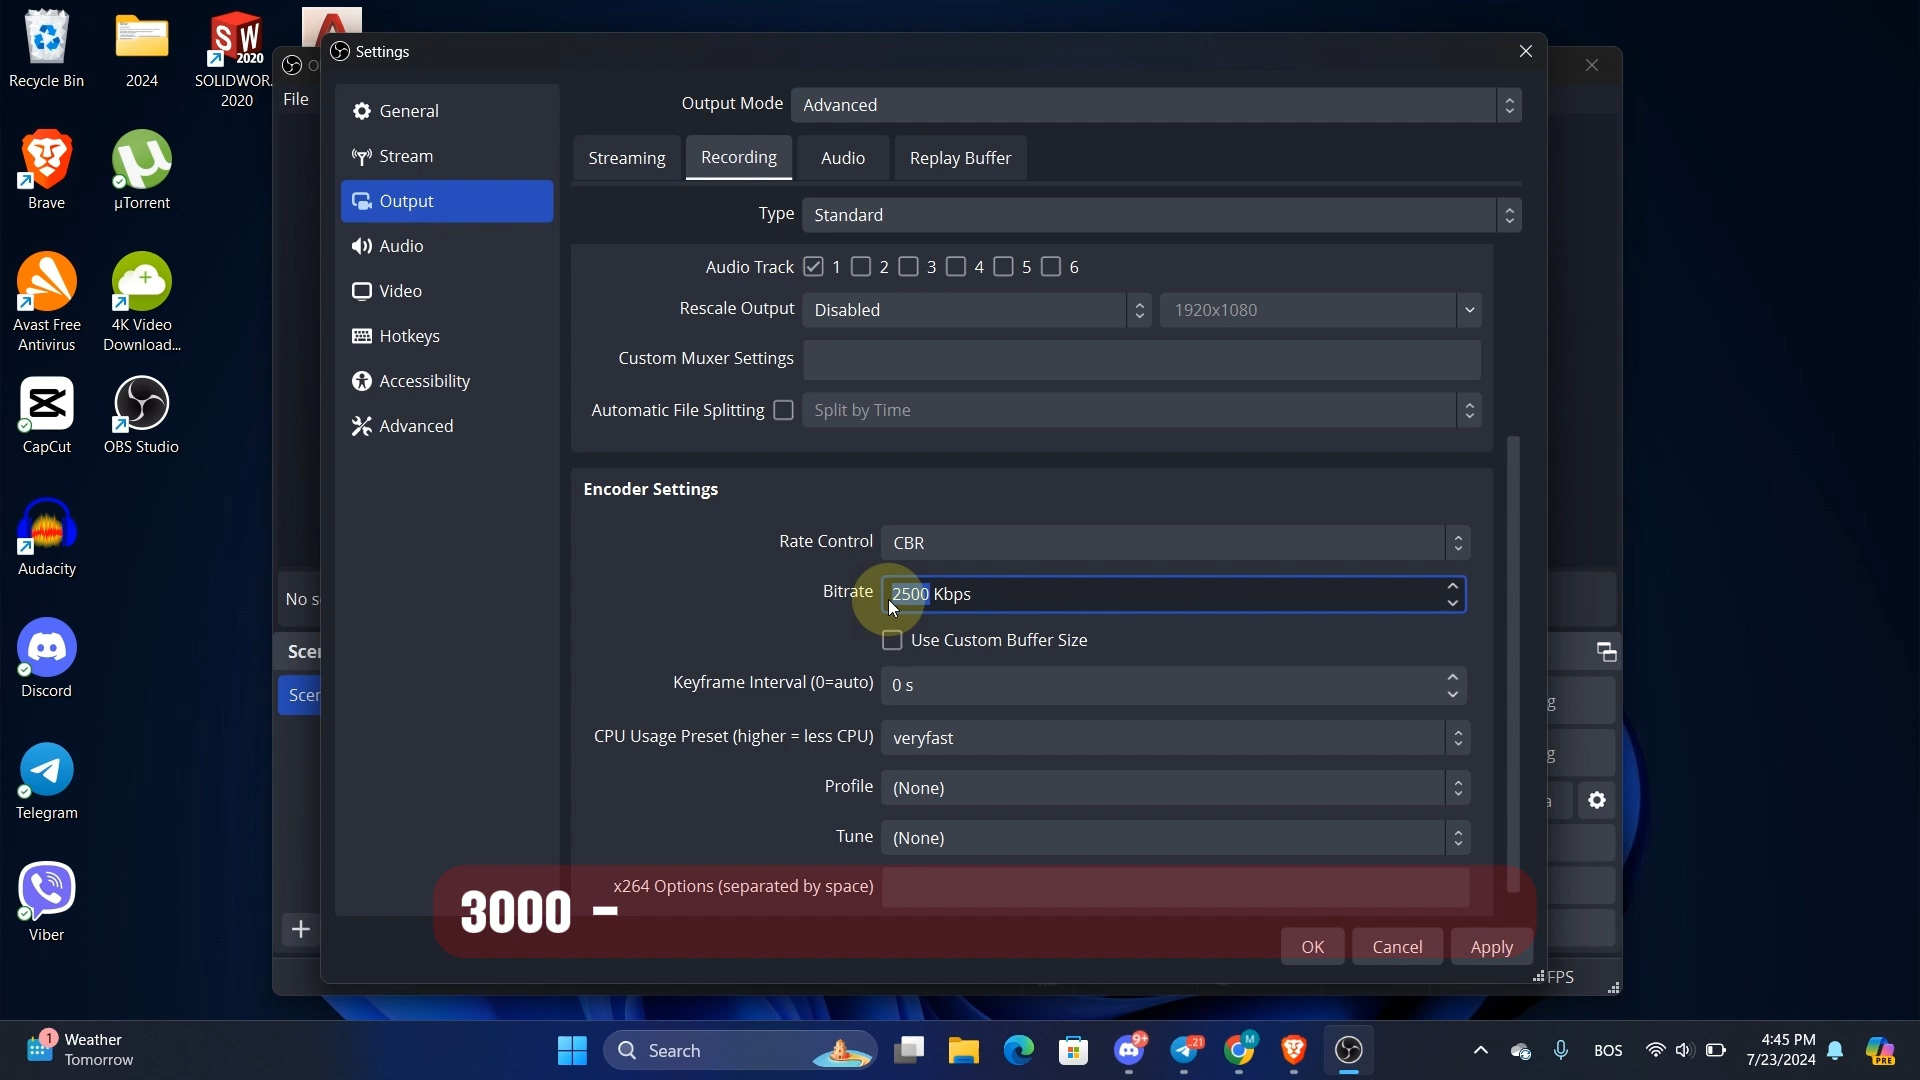 Recycle Bin
2024
SOLIDWOR...
2020
Brave
µTorrent
Avast Free
Antivirus
4K Video
Download...
CapCut
OBS Studio
Audacity
Discord
Telegram
Viber
File
Settings
General
Stream
Output
Audio
Video
Hotkeys
Accessibility
Advanced
Output Mode Advanced
Streaming Recording Audio Replay Buffer
Type Standard
Audio Track 1 2 3 4 5 6
Rescale Output Disabled 1920x1080
Custom Muxer Settings
Automatic File Splitting Split by Time
Encoder Settings
Rate Control CBR
Bitrate 2500 Kbps
Use Custom Buffer Size
Keyframe Interval (0=auto) 0 s
CPU Usage Preset (higher = less CPU) veryfast
Profile (None)
Tune (None)
x264 Options (separated by space)
3000 –
OK Cancel Apply
FPS
Weather
Tomorrow
Search
9+
21
M
BOS
4:45 PM
7/23/2024
PRE
1